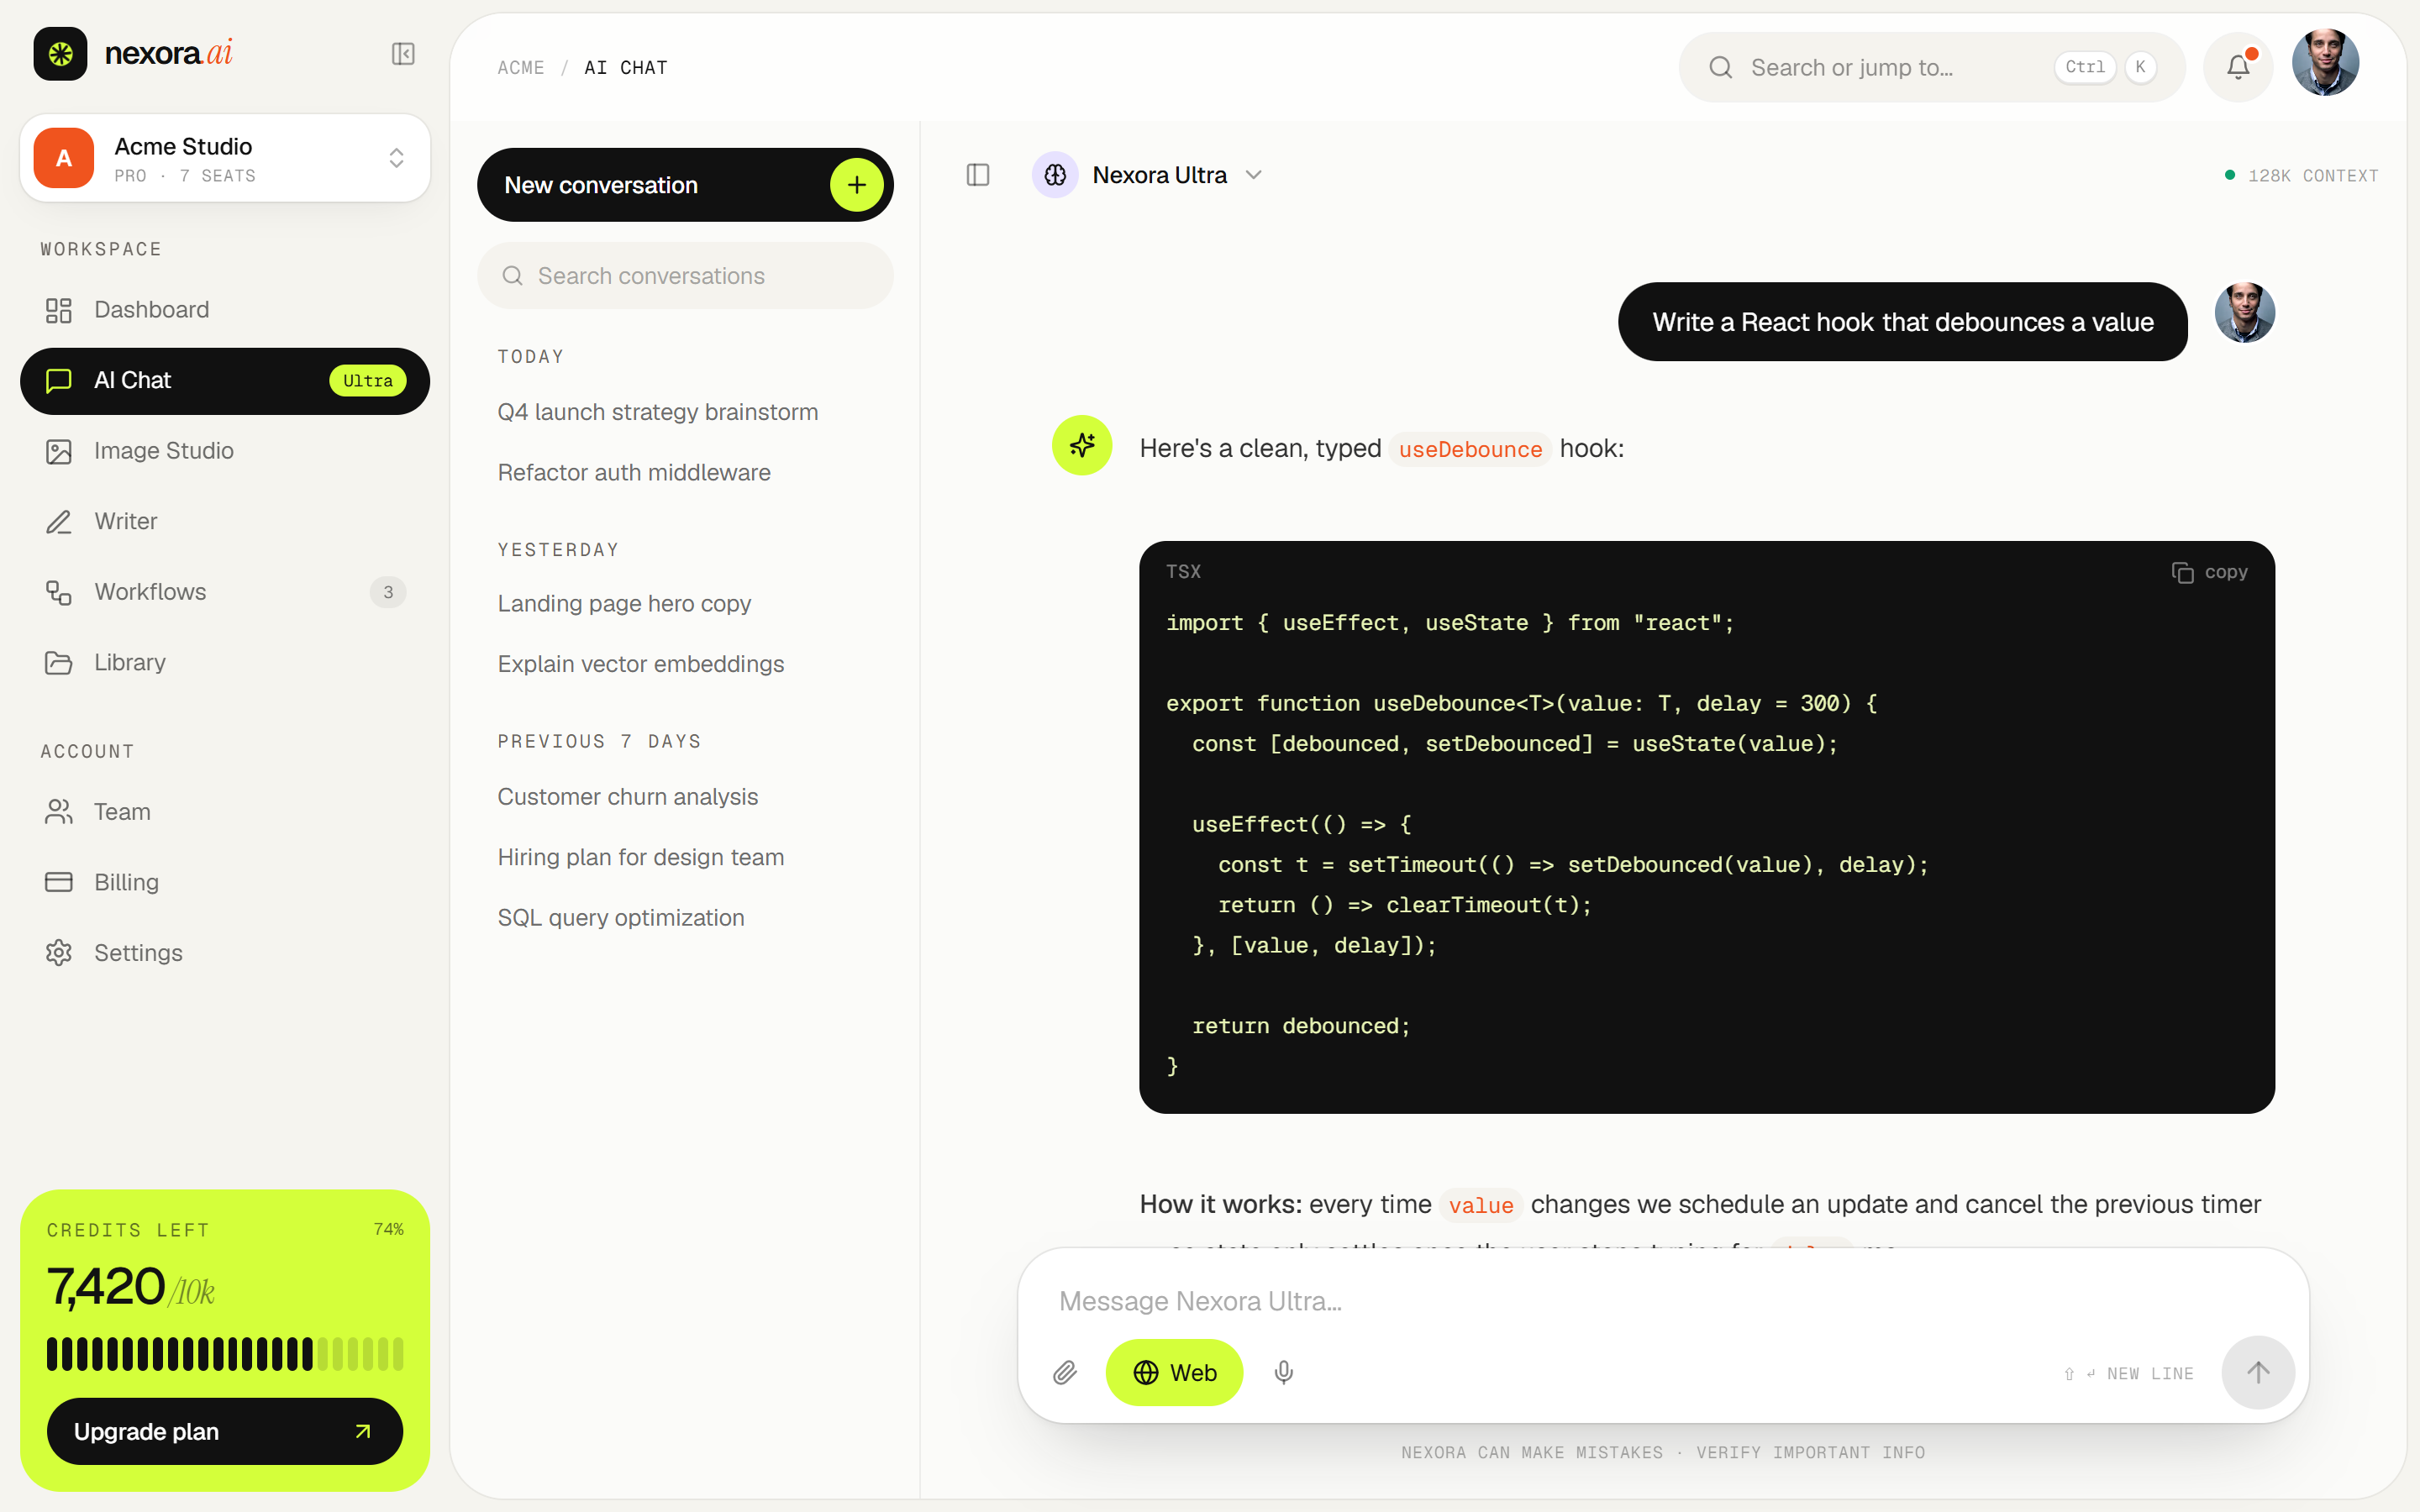 nexora.ai
A
Acme Studio
PRO · 7 SEATS
WORKSPACE
Dashboard
AI Chat
Ultra
Image Studio
Writer
Workflows
3
Library
ACCOUNT
Team
Billing
Settings
CREDITS LEFT
74%
7,420/10k
Upgrade plan
ACME / AI CHAT
Search or jump to...
Ctrl K
New conversation
Search conversations
TODAY
Q4 launch strategy brainstorm
Refactor auth middleware
YESTERDAY
Landing page hero copy
Explain vector embeddings
PREVIOUS 7 DAYS
Customer churn analysis
Hiring plan for design team
SQL query optimization
Nexora Ultra
128K CONTEXT
Write a React hook that debounces a value
Here's a clean, typed useDebounce hook:
TSX
copy
import { useEffect, useState } from "react";
export function useDebounce<T>(value: T, delay = 300) {
  const [debounced, setDebounced] = useState(value);
  useEffect(() => {
    const t = setTimeout(() => setDebounced(value), delay);
    return () => clearTimeout(t);
  }, [value, delay]);
  return debounced;
}
How it works: every time value changes we schedule an update and cancel the previous timer
Message Nexora Ultra...
Web
⇧ ↵ NEW LINE
NEXORA CAN MAKE MISTAKES · VERIFY IMPORTANT INFO